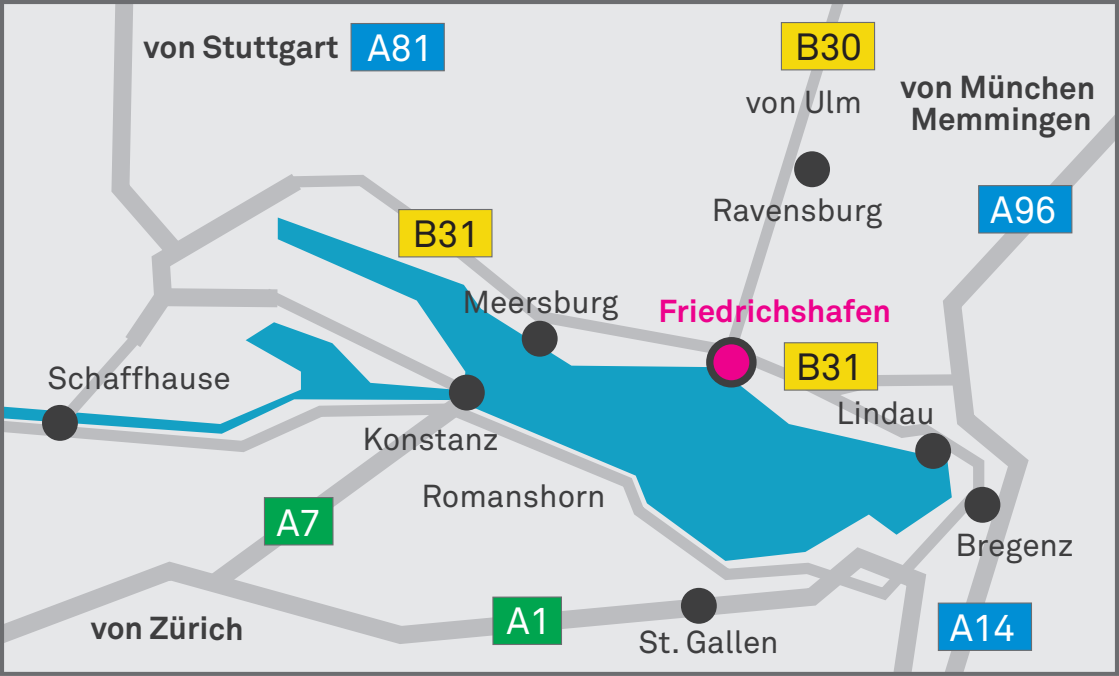 von Stuttgart A81
B30
von Ulm
von München
Memmingen
Ravensburg
A96
B31
Meersburg
Friedrichshafen
B31
Schaffhause
Lindau
Konstanz
Romanshorn
A7
Bregenz
von Zürich
A1
St. Gallen
A14